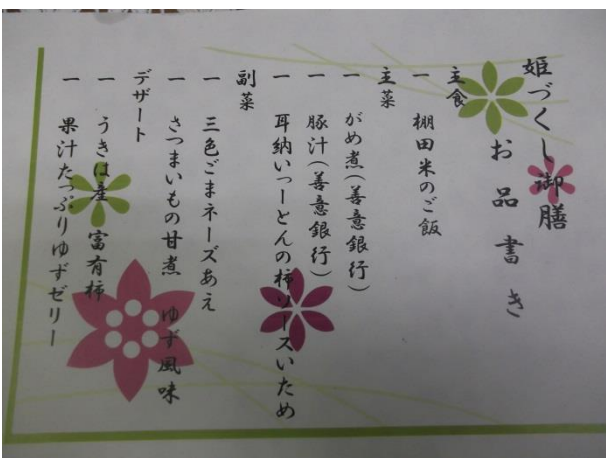 姫づくし御膳
お品書き
主食
一 棚田米のご飯
主菜
一 がめ煮（善意銀行）
一 豚汁（善意銀行）
一 耳納いっーとんの柿ソースいため
副菜
一 三色ごまネーズあえ
一 さつまいもの甘煮 ゆず風味
デザート
一 うきは産 富有柿
一 果汁たっぷりゆずゼリー